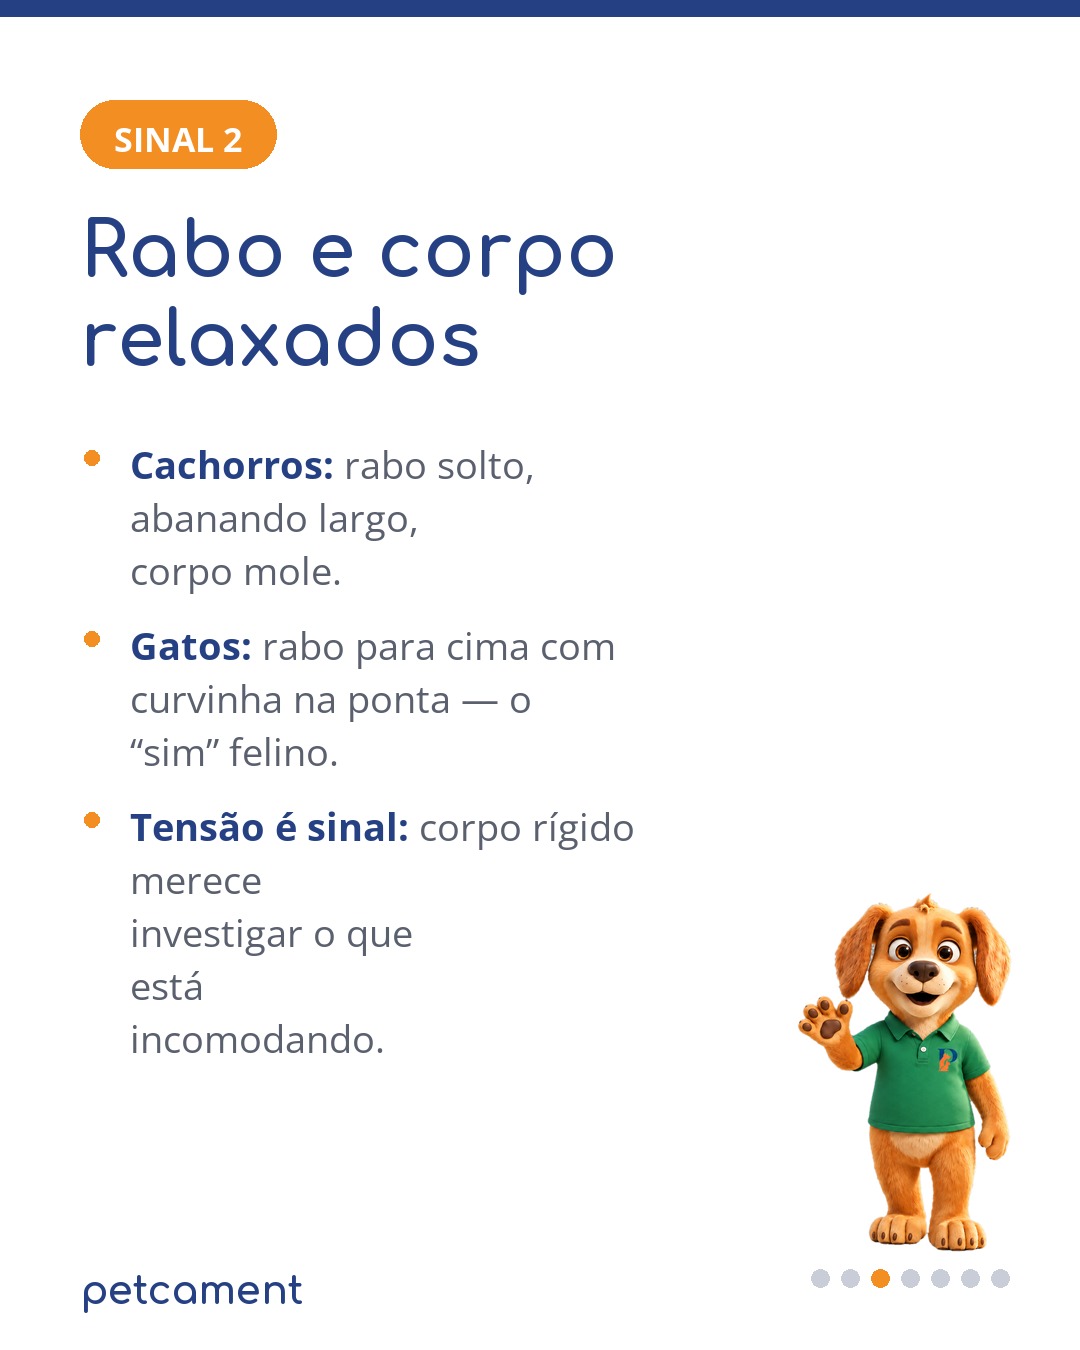 SINAL 2
Rabo e corpo
relaxados
Cachorros: rabo solto,
abanando largo,
corpo mole.
Gatos: rabo para cima com
curvinha na ponta — o
“sim” felino.
Tensão é sinal: corpo rígido
merece
investigar o que
está
incomodando.
P
petcament